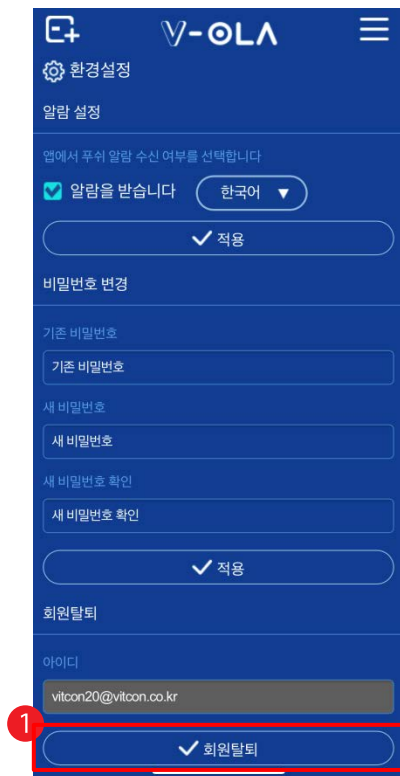 V-OLA
환경설정
알람 설정
앱에서 푸쉬 알람 수신 여부를 선택합니다
알람을 받습니다 한국어 ▼
적용
비밀번호 변경
기존 비밀번호
기존 비밀번호
새 비밀번호
새 비밀번호
새 비밀번호 확인
새 비밀번호 확인
적용
회원탈퇴
아이디
vitcon20@vitcon.co.kr
1
회원탈퇴